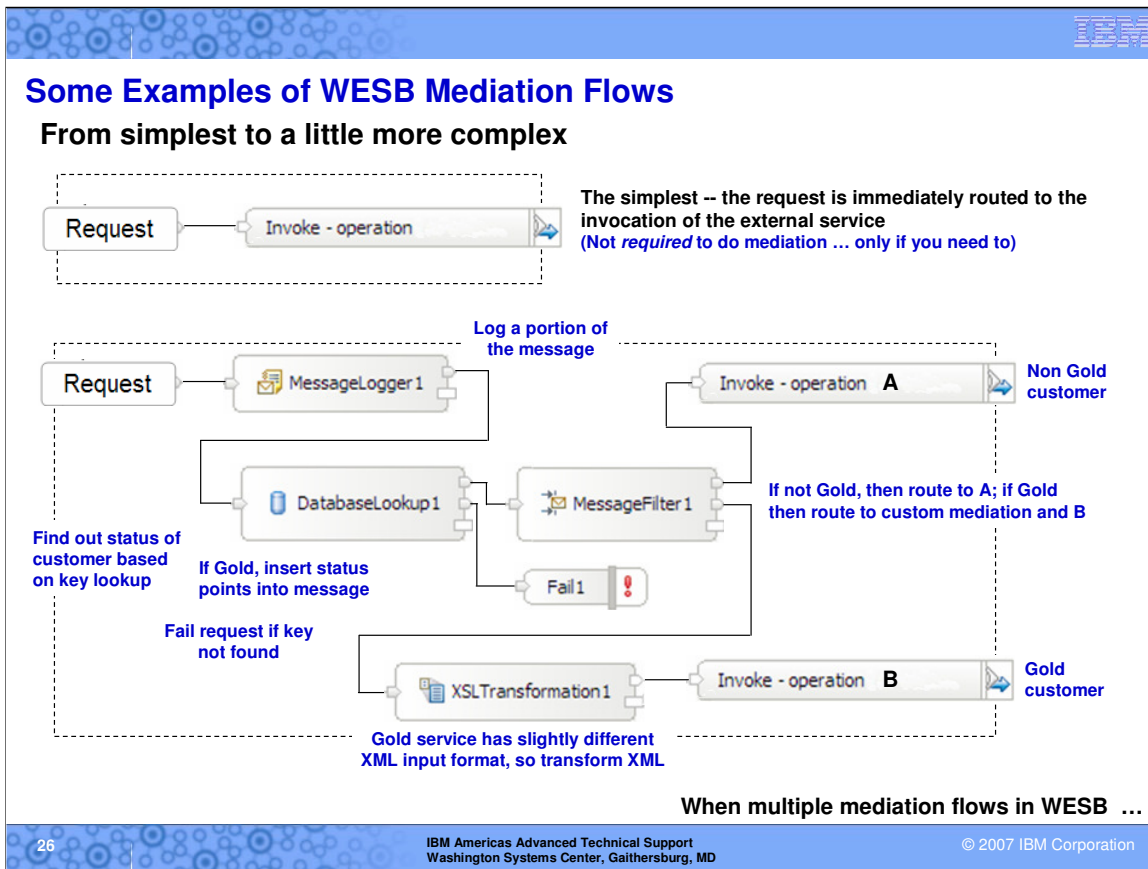 IBM
Some Examples of WESB Mediation Flows
From simplest to a little more complex
Request
Invoke - operation
The simplest -- the request is immediately routed to the
invocation of the external service
(Not required to do mediation … only if you need to)
Log a portion of
the message
Request
MessageLogger1
Invoke - operation A
Non Gold
customer
DatabaseLookup1
MessageFilter1
If not Gold, then route to A; if Gold
then route to custom mediation and B
Find out status of
customer based
on key lookup
If Gold, insert status
points into message
Fail1
Fail request if key
not found
XSLTransformation1
Invoke - operation B
Gold
customer
Gold service has slightly different
XML input format, so transform XML
When multiple mediation flows in WESB …
26
IBM Americas Advanced Technical Support
Washington Systems Center, Gaithersburg, MD
© 2007 IBM Corporation